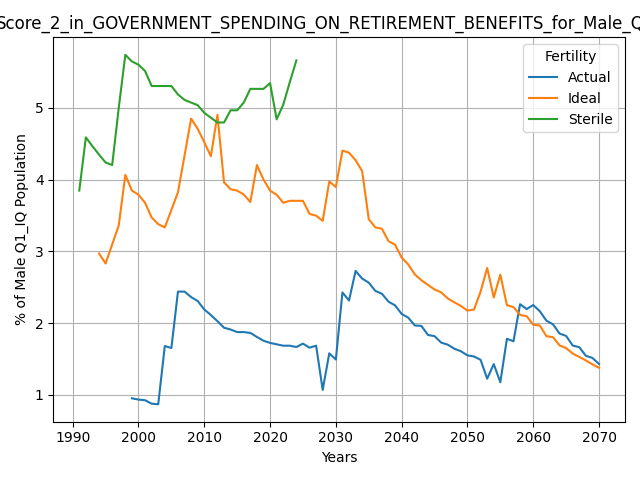 Score_2_in_GOVERNMENT_SPENDING_ON_RETIREMENT_BENEFITS_for_Male_Q
Fertility
Actual
Ideal
Sterile
% of Male Q1_IQ Population
5
4
3
2
1
1990 2000 2010 2020 2030 2040 2050 2060 2070
Years